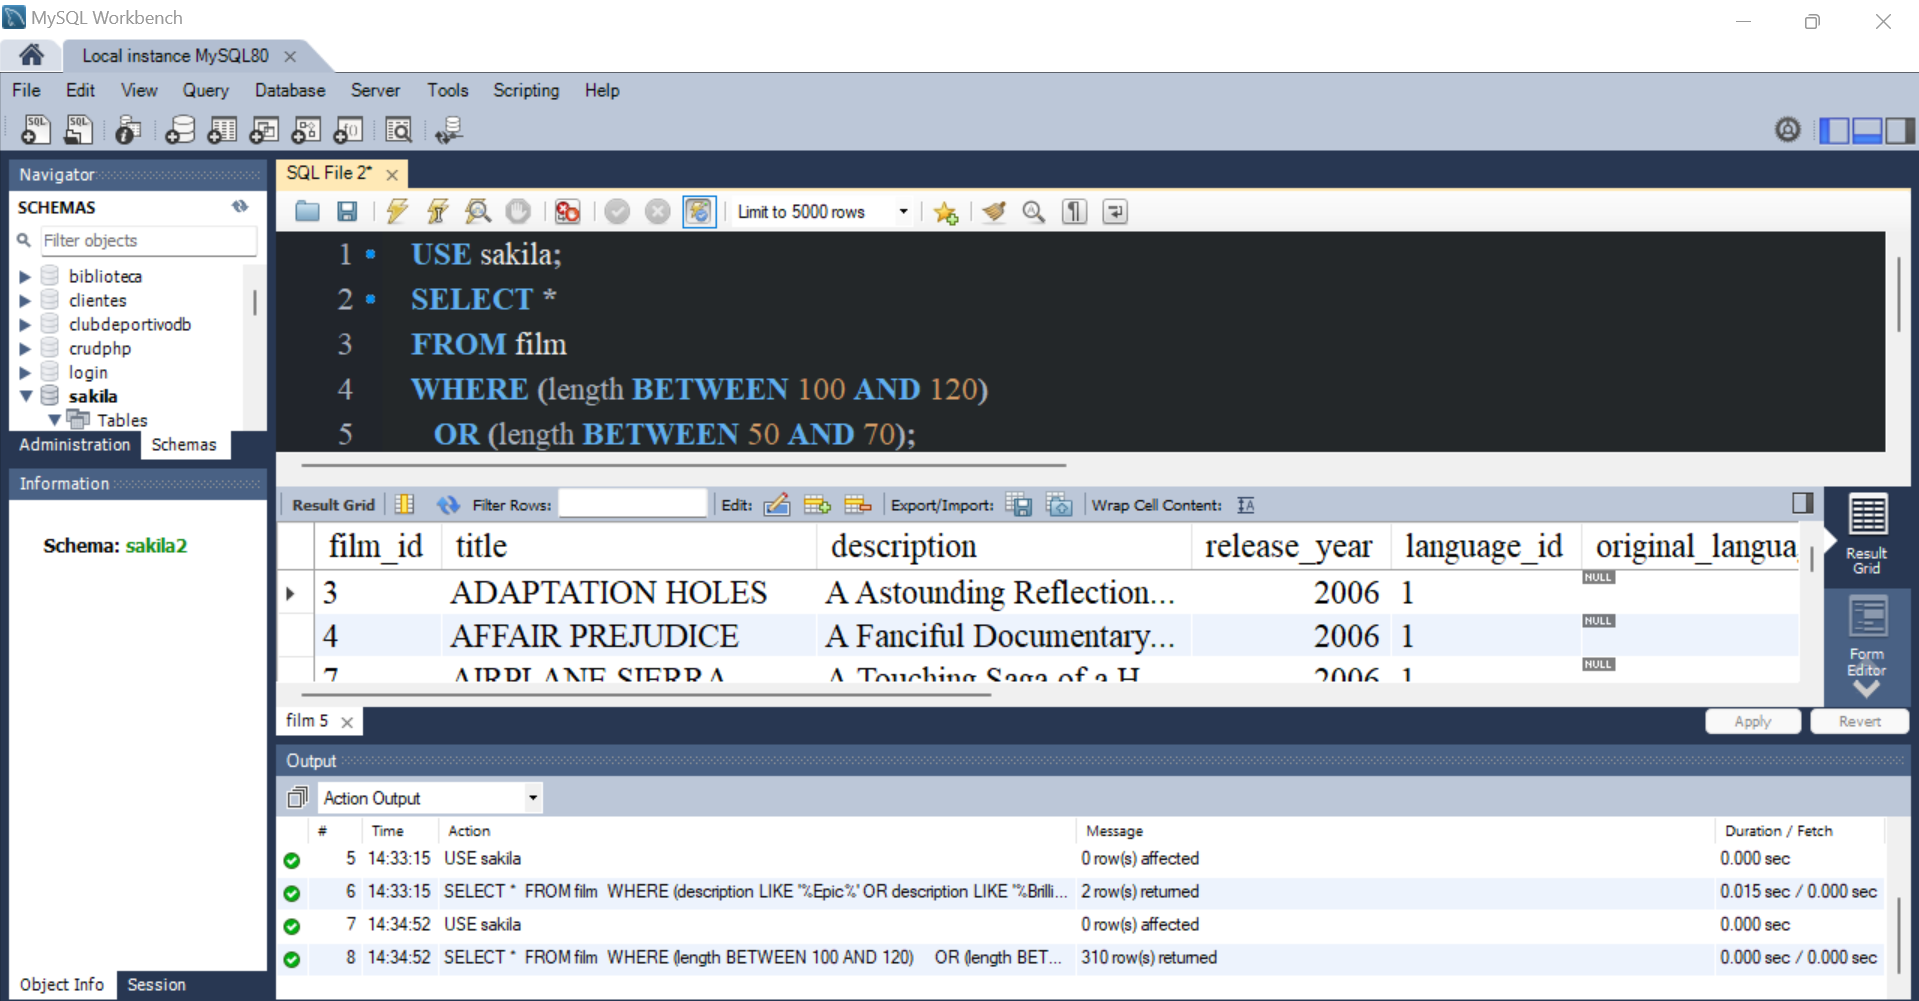 MySQL Workbench
Local instance MySQL80
File Edit View Query Database Server Tools Scripting Help
Navigator
SCHEMAS
Filter objects
biblioteca
clientes
clubdeportivodb
crudphp
login
sakila
Tables
Administration Schemas
Information
Schema: sakila2
Object Info Session
SQL File 2*
Limit to 5000 rows
1 USE sakila;
2 SELECT *
3 FROM film
4 WHERE (length BETWEEN 100 AND 120)
5 OR (length BETWEEN 50 AND 70);
Result Grid Filter Rows: Edit: Export/Import: Wrap Cell Content:
film_id title description release_year language_id original_langua
3 ADAPTATION HOLES A Astounding Reflection... 2006 1 NULL
4 AFFAIR PREJUDICE A Fanciful Documentary... 2006 1 NULL
7 AIRPLANE SIERRA A Touching Saga of a H 2006 1 NULL
Result Grid
Form Editor
film 5
Apply Revert
Output
Action Output
# Time Action Message Duration / Fetch
5 14:33:15 USE sakila 0 row(s) affected 0.000 sec
6 14:33:15 SELECT * FROM film WHERE (description LIKE '%Epic%' OR description LIKE '%Brilli... 2 row(s) returned 0.015 sec / 0.000 sec
7 14:34:52 USE sakila 0 row(s) affected 0.000 sec
8 14:34:52 SELECT * FROM film WHERE (length BETWEEN 100 AND 120) OR (length BET... 310 row(s) returned 0.000 sec / 0.000 sec